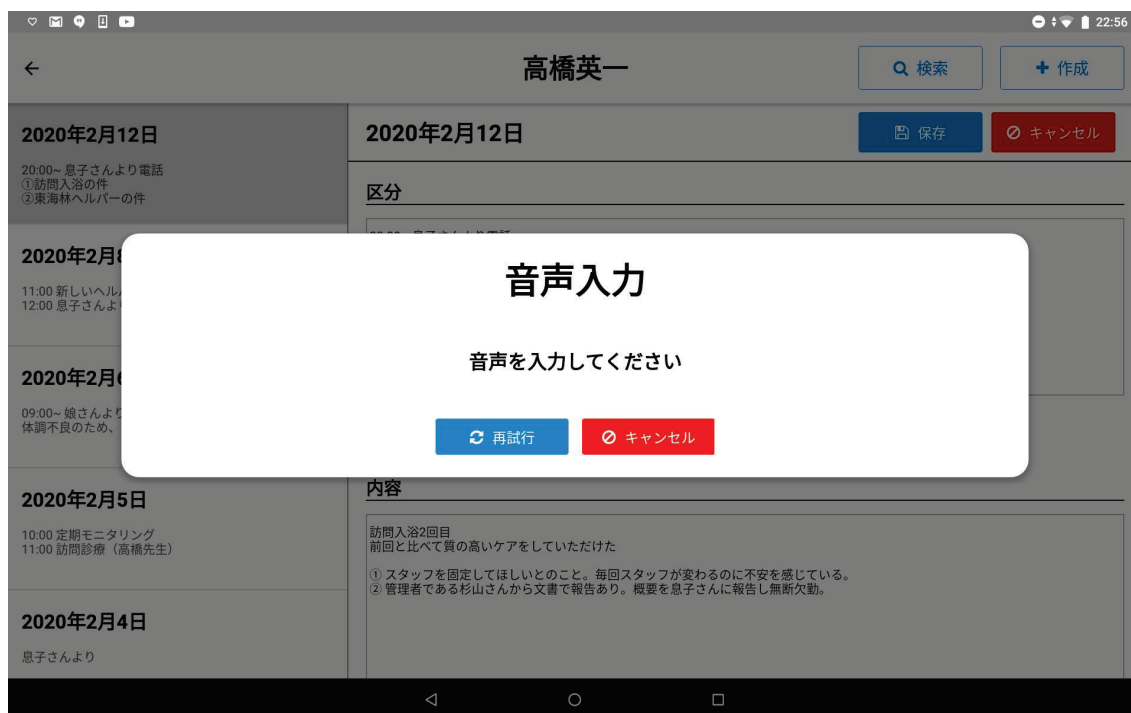 22:56
高橋英一
検索
作成
2020年2月12日
20:00~ 息子さんより電話
①訪問入浴の件
②東海林ヘルパーの件
2020年2月8
11:00 新しいヘル
12:00 息子さんよ
2020年2月6
09:00~ 娘さんより
体調不良のため、
2020年2月5日
10:00 定期モニタリング
11:00 訪問診療（高橋先生）
2020年2月4日
息子さんより
2020年2月12日
保存
キャンセル
区分
音声入力
音声を入力してください
再試行
キャンセル
内容
訪問入浴2回目
前回と比べて質の高いケアをしていただけた
① スタッフを固定してほしいとのこと。毎回スタッフが変わるのに不安を感じている。
② 管理者である杉山さんから文書で報告あり。概要を息子さんに報告し無断欠勤。